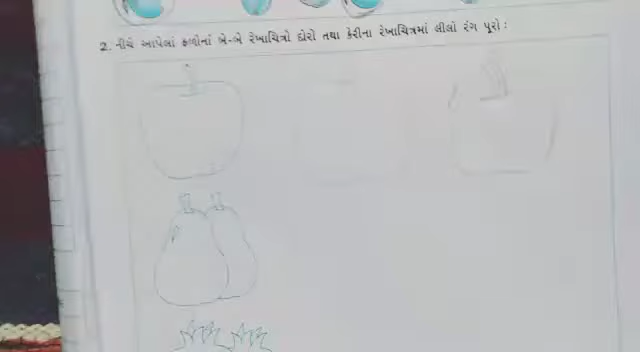 2. નીચે આપેલાં ફળોનાં બે-બે રેખાચિત્રો દોરો તથા કેરીના રેખાચિત્રમાં લીલો રંગ પૂરો :